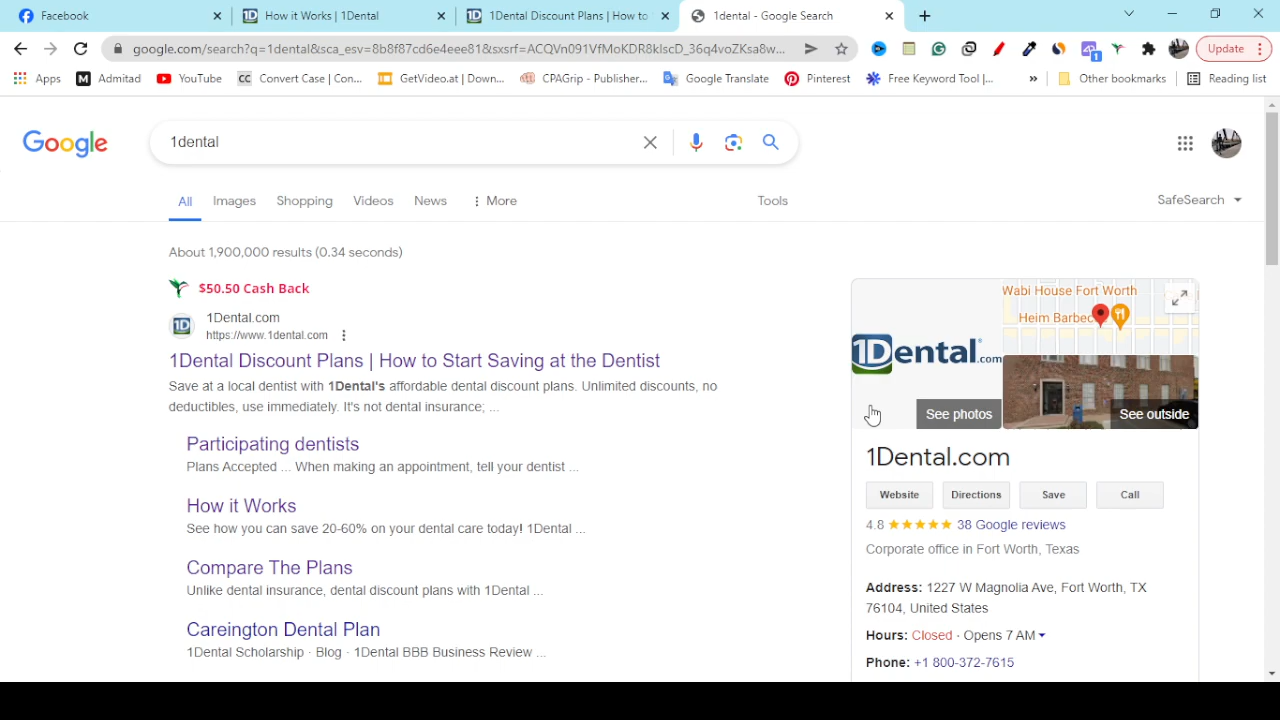 Facebook
How it Works | 1Dental
1Dental Discount Plans | How to
1dental - Google Search
google.com/search?q=1dental&sca_esv=8b8f87cd6e4eee81&sxsrf=ACQVn091VfMoKDR8klscD_36q4voZKsa8w...
1
Update
Apps
Admitad
YouTube
CC Convert Case | Con...
GetVideo.at | Down...
CPAGrip - Publisher...
Google Translate
Pinterest
Free Keyword Tool |...
»
Other bookmarks
Reading list
Google
1dental
All
Images
Shopping
Videos
News
More
Tools
SafeSearch
About 1,900,000 results (0.34 seconds)
$50.50 Cash Back
1D
1Dental.com
https://www.1dental.com
1Dental Discount Plans | How to Start Saving at the Dentist
Save at a local dentist with 1Dental's affordable dental discount plans. Unlimited discounts, no
deductibles, use immediately. It's not dental insurance; ...
Participating dentists
Plans Accepted ... When making an appointment, tell your dentist ...
How it Works
See how you can save 20-60% on your dental care today! 1Dental ...
Compare The Plans
Unlike dental insurance, dental discount plans with 1Dental ...
Careington Dental Plan
1Dental Scholarship · Blog · 1Dental BBB Business Review ...
Wabi House Fort Worth
Heim Barbec
1Dental.com
See photos
See outside
1Dental.com
Website
Directions
Save
Call
4.8 ★★★★★ 38 Google reviews
Corporate office in Fort Worth, Texas
Address: 1227 W Magnolia Ave, Fort Worth, TX
76104, United States
Hours: Closed · Opens 7 AM
Phone: +1 800-372-7615